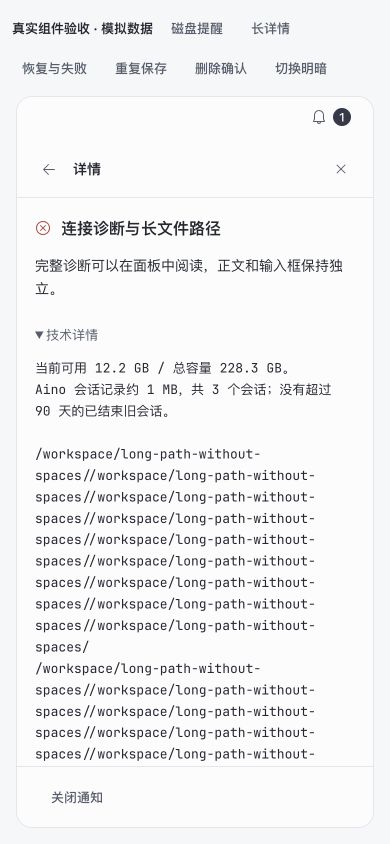 真实组件验收 · 模拟数据 磁盘提醒 长详情
恢复与失败 重复保存 删除确认 切换明暗
1
详情
连接诊断与长文件路径
完整诊断可以在面板中阅读，正文和输入框保持独
立。
技术详情
当前可用 12.2 GB / 总容量 228.3 GB。
Aino 会话记录约 1 MB，共 3 个会话；没有超过
90 天的已结束旧会话。
/workspace/long-path-without-
spaces//workspace/long-path-without-
spaces//workspace/long-path-without-
spaces//workspace/long-path-without-
spaces//workspace/long-path-without-
spaces//workspace/long-path-without-
spaces//workspace/long-path-without-
spaces//workspace/long-path-without-
spaces//workspace/long-path-without-
spaces/
/workspace/long-path-without-
spaces//workspace/long-path-without-
spaces//workspace/long-path-without-
spaces//workspace/long-path-without-
spaces//workspace/long-path-without-
关闭通知